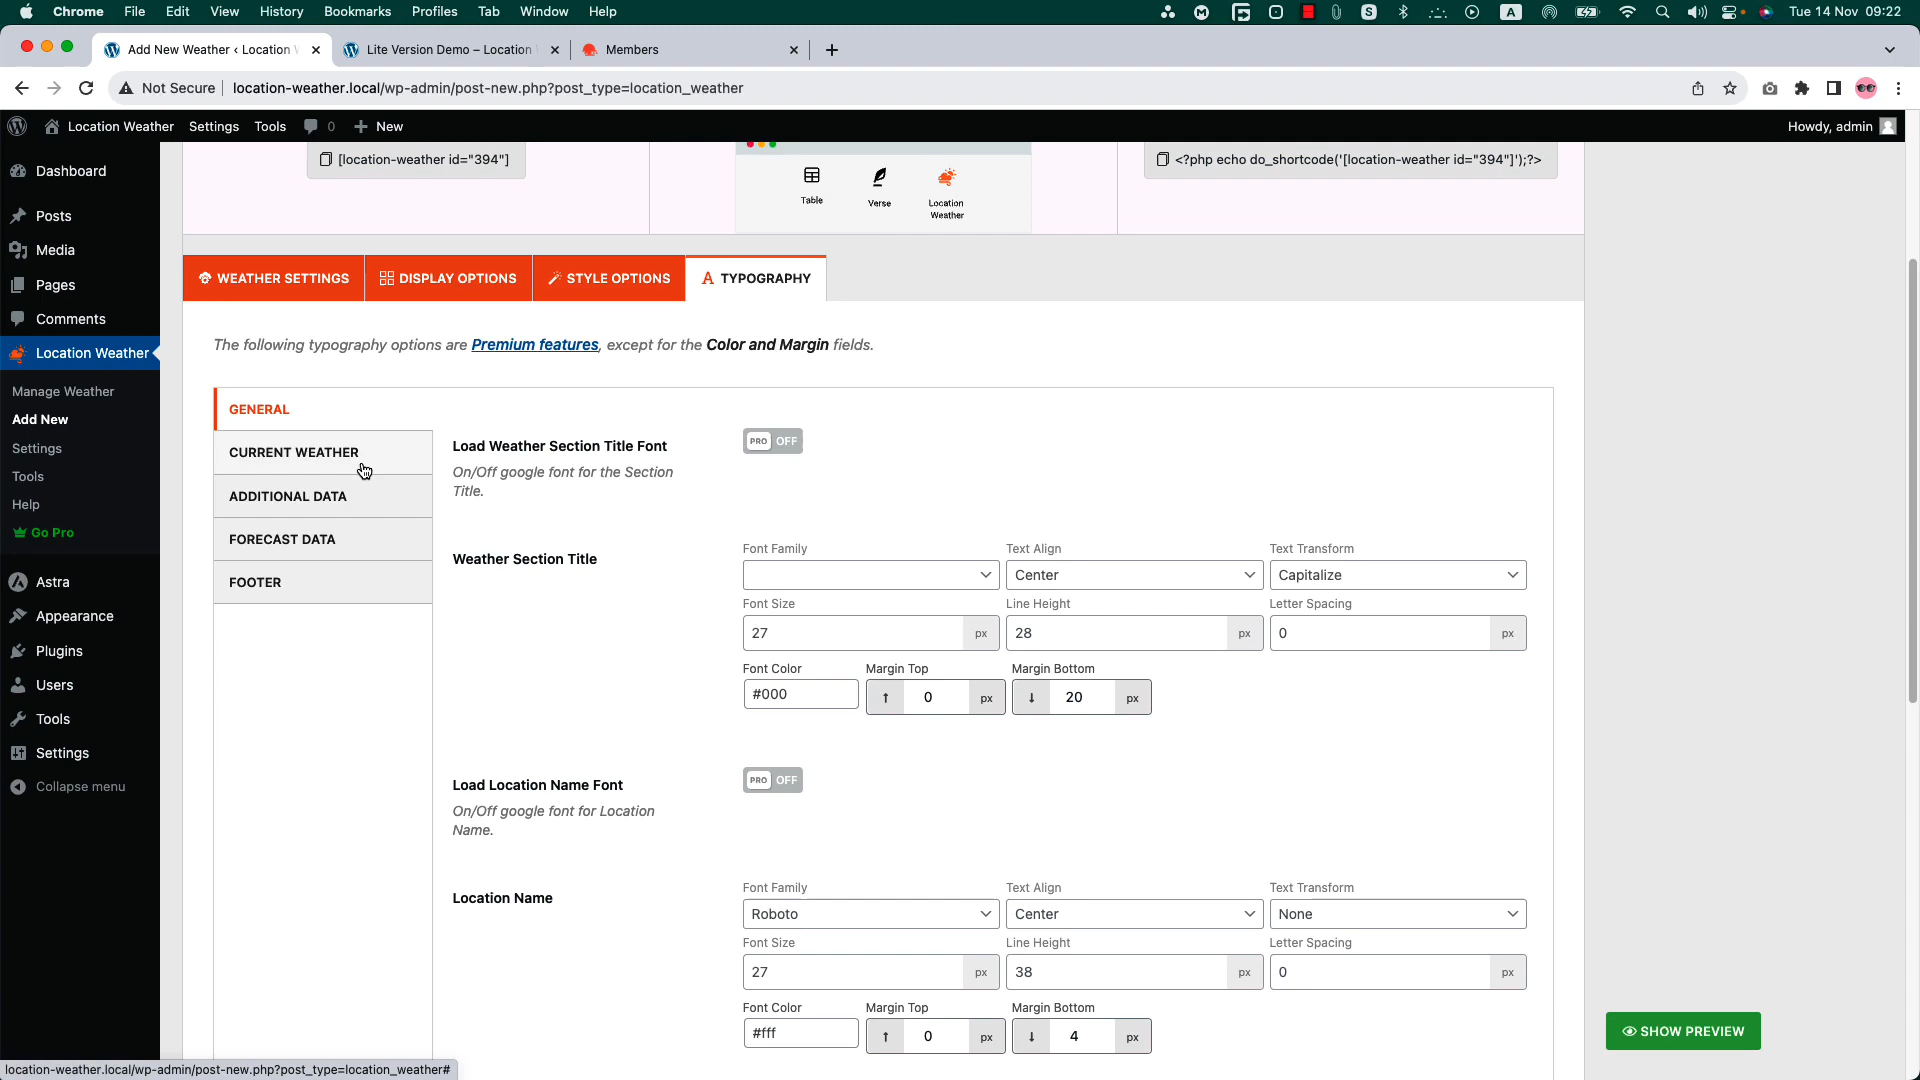 Chrome File Edit View History Bookmarks Profiles Tab Window Help Tue 14 Nov 09:22
Add New Weather ‹ Location Lite Version Demo – Location Members
Not Secure location-weather.local/wp-admin/post-new.php?post_type=location_weather
Location Weather Settings Tools 0 New Howdy, admin
Dashboard
Posts
Media
Pages
Comments
Location Weather
Manage Weather
Add New
Settings
Tools
Help
Go Pro
Astra
Appearance
Plugins
Users
Tools
Settings
Collapse menu
[location-weather id="394"]
Table
Verse
Location
Weather
<?php echo do_shortcode('[location-weather id="394"]');?>
WEATHER SETTINGS DISPLAY OPTIONS STYLE OPTIONS A TYPOGRAPHY
The following typography options are Premium features, except for the Color and Margin fields.
GENERAL
CURRENT WEATHER
ADDITIONAL DATA
FORECAST DATA
FOOTER
Load Weather Section Title Font PRO OFF
On/Off google font for the Section
Title.
Weather Section Title
Font Family Text Align Text Transform
Center Capitalize
Font Size Line Height Letter Spacing
27 px 28 px 0 px
Font Color Margin Top Margin Bottom
#000 ↑ 0 px ↓ 20 px
Load Location Name Font PRO OFF
On/Off google font for Location
Name.
Location Name
Font Family Text Align Text Transform
Roboto Center None
Font Size Line Height Letter Spacing
27 px 38 px 0 px
Font Color Margin Top Margin Bottom
#fff ↑ 0 px ↓ 4 px
SHOW PREVIEW
location-weather.local/wp-admin/post-new.php?post_type=location_weather#